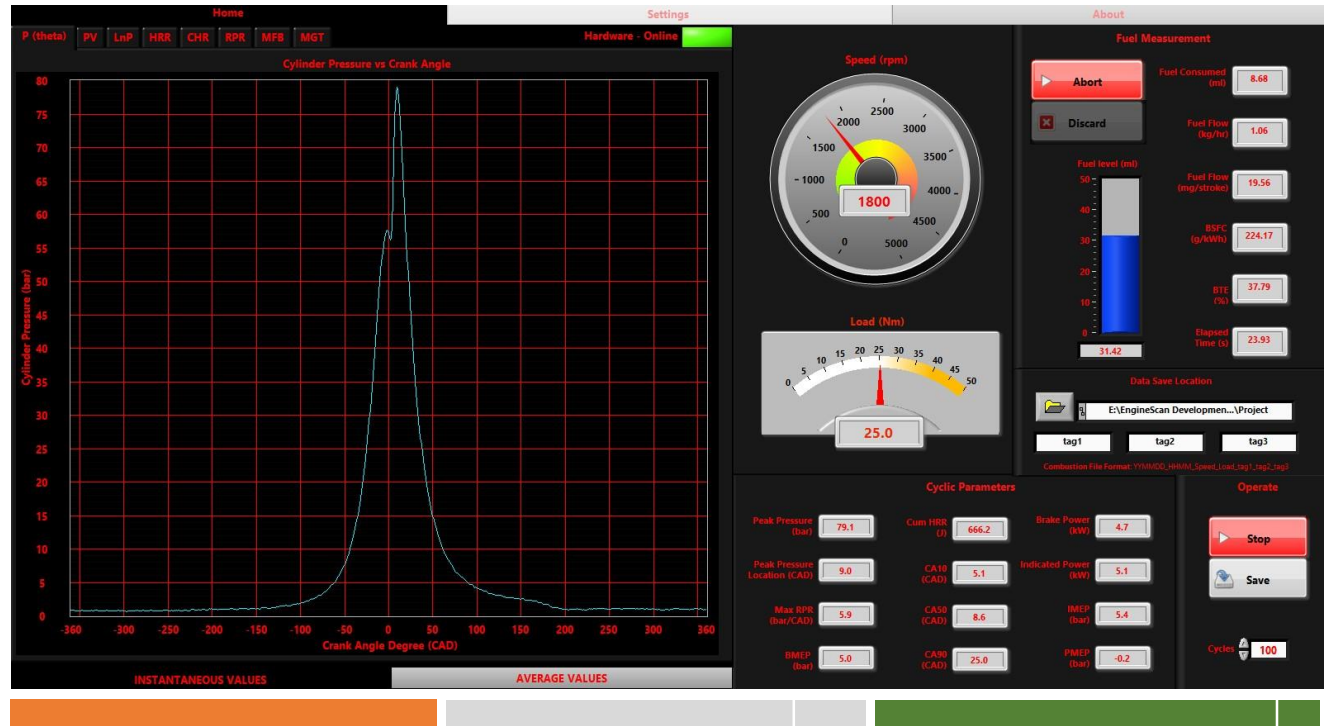 Home
Settings
About
P (theta) PV LnP HRR CHR RPR MFB MGT
Hardware - Online
Cylinder Pressure vs Crank Angle
Cylinder Pressure (bar)
80
75
70
65
60
55
50
45
40
35
30
25
20
15
10
5
0
-360 -300 -250 -200 -150 -100 -50 0 50 100 150 200 250 300 360
Crank Angle Degree (CAD)
INSTANTANEOUS VALUES
AVERAGE VALUES
Speed (rpm)
0 500 1000 1500 2000 2500 3000 3500 4000 4500 5000
1800
Load (Nm)
0 5 10 15 20 25 30 35 40 45 50
25.0
Fuel Measurement
Abort
Discard
Fuel level (ml)
50
40
30
20
10
0
31.42
Fuel Consumed
(ml)
8.68
Fuel Flow
(kg/hr)
1.06
Fuel Flow
(mg/stroke)
19.56
BSFC
(g/kWh)
224.17
BTE
(%)
37.79
Elapsed
Time (s)
23.93
Data Save Location
E:\EngineScan Developmen...\Project
tag1 tag2 tag3
Combustion File Format: YYMMDD_HHMM_Speed_Load_tag1_tag2_tag3
Cyclic Parameters
Peak Pressure
(bar)
79.1
Peak Pressure
Location (CAD)
9.0
Max RPR
(bar/CAD)
5.9
BMEP
(bar)
5.0
Cum HRR
(J)
666.2
CA10
(CAD)
5.1
CA50
(CAD)
8.6
CA90
(CAD)
25.0
Brake Power
(kW)
4.7
Indicated Power
(kW)
5.1
IMEP
(bar)
5.4
PMEP
(bar)
-0.2
Operate
Stop
Save
Cycles 100